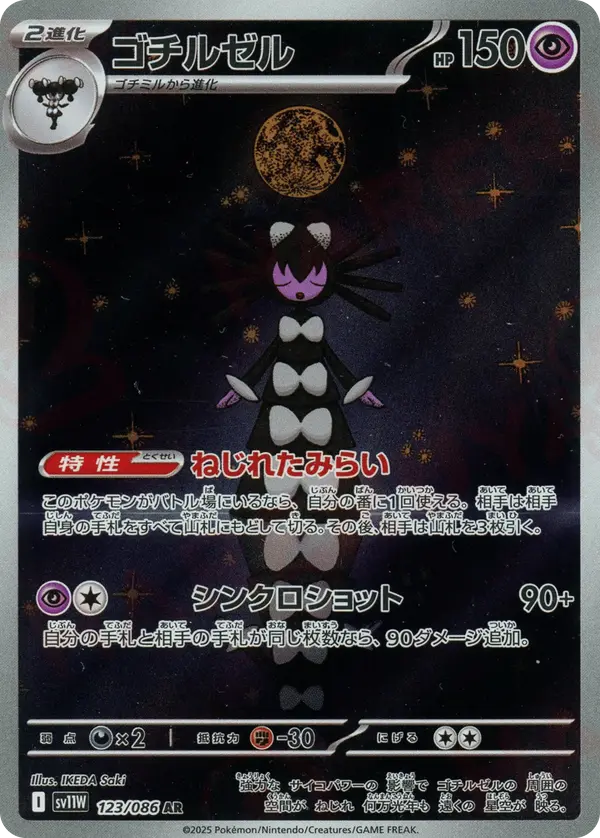 2進化
ゴチルゼル
HP150
ゴチミルから進化
特性
とくせい
ねじれたみらい
このポケモンがバトル場にいるなら、自分の番に1回使える。相手は相手
自身の手札をすべて山札にもどして切る。その後、相手は山札を3枚引く。
シンクロショット 90+
自分の手札と相手の手札が同じ枚数なら、90ダメージ追加。
弱点 ×2 抵抗力 -30 にげる
Illus. IKEDA Saki
I sv11W 123/086 AR
強力な サイコパワーの 影響で ゴチルゼルの 周囲の
空間が ねじれ 何万光年も 遠くの 星空が 映る。
©2025 Pokémon/Nintendo/Creatures/GAME FREAK.